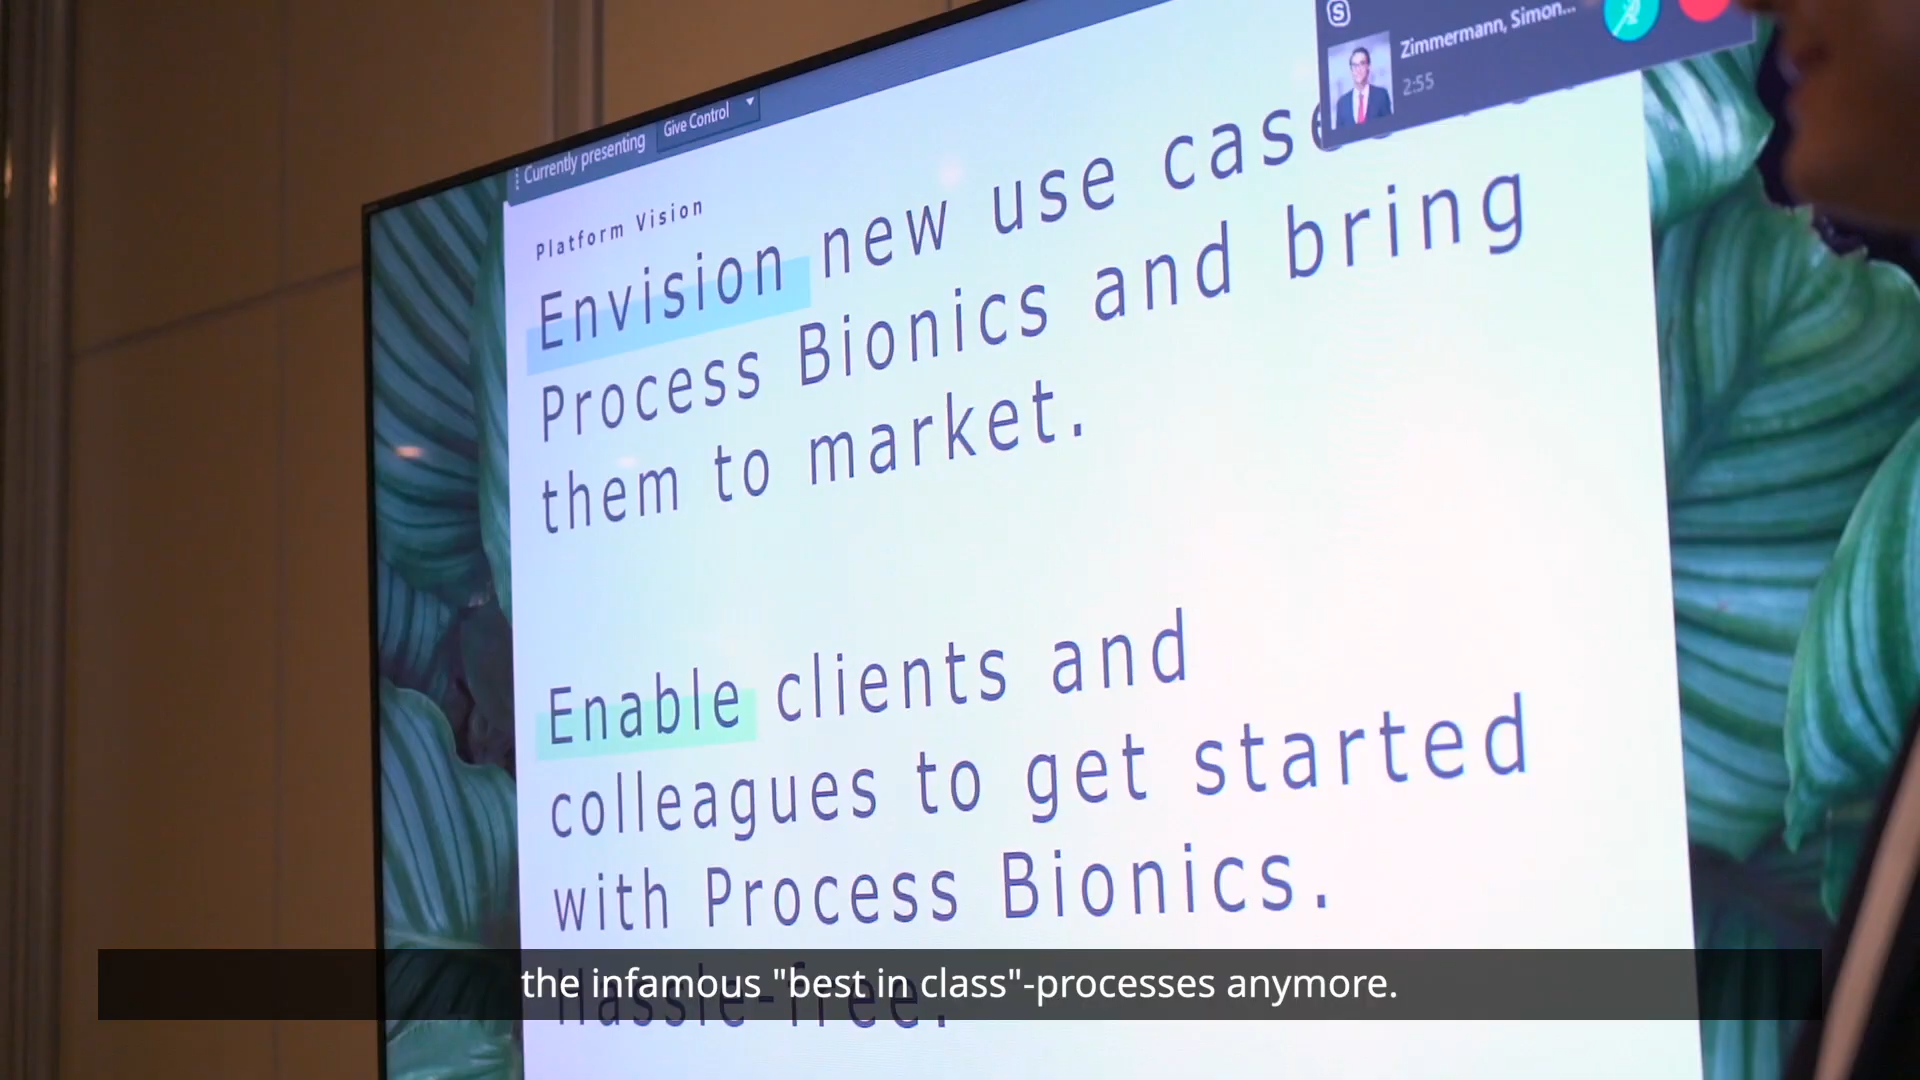 Zimmermann, Simon...
2:55
Currently presenting
Give Control
Platform Vision
Envision new use case
Process Bionics and bring
them to market.
Enable clients and
colleagues to get started
with Process Bionics.
Hassle-free.
the infamous "best in class"-processes anymore.